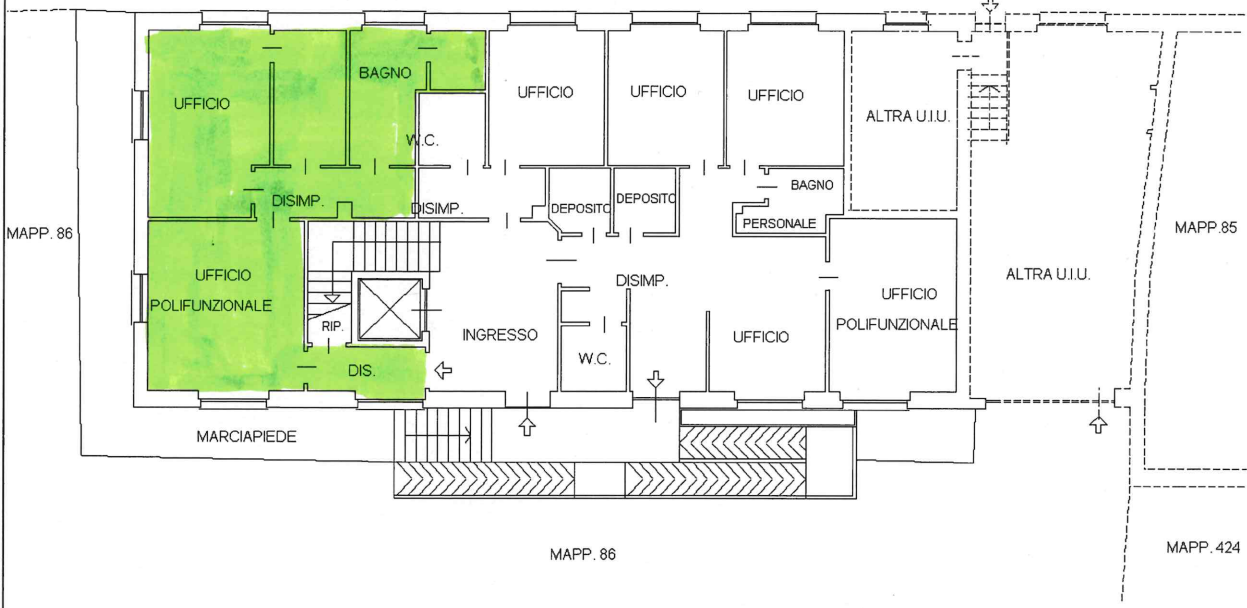 BAGNO
UFFICIO
UFFICIO
UFFICIO
UFFICIO
ALTRA U.I.U.
W.C.
BAGNO
DISIMP.
DISIMP.
DEPOSITO
DEPOSITO
PERSONALE
MAPP. 86
MAPP.85
UFFICIO
POLIFUNZIONALE
DISIMP.
ALTRA U.I.U.
UFFICIO
POLIFUNZIONALE
RIP.
INGRESSO
UFFICIO
W.C.
DIS.
MARCIAPIEDE
MAPP. 86
MAPP. 424